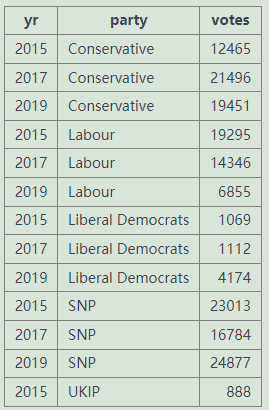 yr party votes
2015 Conservative 12465
2017 Conservative 21496
2019 Conservative 19451
2015 Labour 19295
2017 Labour 14346
2019 Labour 6855
2015 Liberal Democrats 1069
2017 Liberal Democrats 1112
2019 Liberal Democrats 4174
2015 SNP 23013
2017 SNP 16784
2019 SNP 24877
2015 UKIP 888